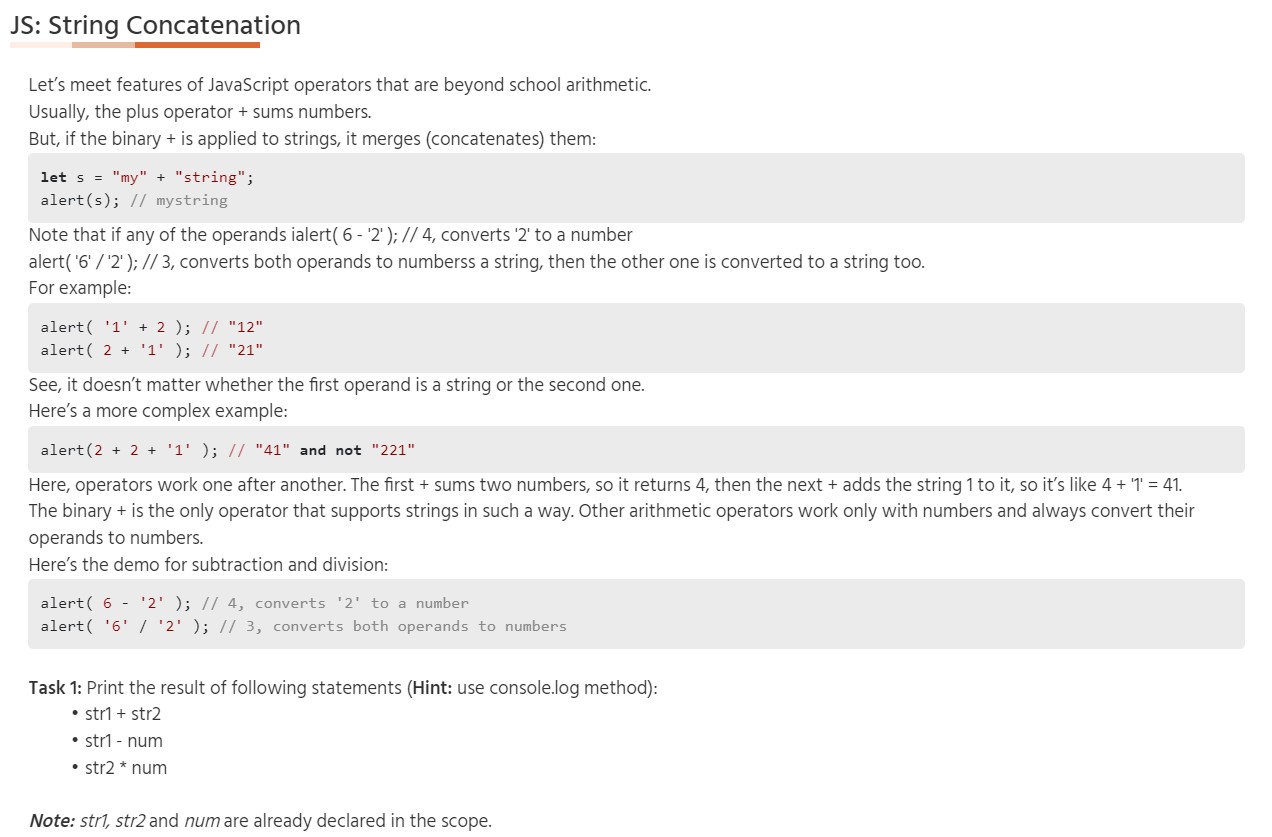 JS: String Concatenation
Let's meet features of JavaScript operators that are beyond school arithmetic.
Usually, the plus operator + sums numbers.
But, if the binary + is applied to strings, it merges (concatenates) them:
let s = "my" + "string";
alert(s); // mystring
Note that if any of the operands ialert( 6 - '2' ); // 4, converts '2' to a number
alert( '6' / '2' ); // 3, converts both operands to numberss a string, then the other one is converted to a string too.
For example:
alert( '1' + 2 ); // "12"
alert( 2 + '1' ); // "21"
See, it doesn't matter whether the first operand is a string or the second one.
Here's a more complex example:
alert(2 + 2 + '1' ); // "41" and not "221"
Here, operators work one after another. The first + sums two numbers, so it returns 4, then the next + adds the string 1 to it, so it's like 4 + '1' = 41.
The binary + is the only operator that supports strings in such a way. Other arithmetic operators work only with numbers and always convert their
operands to numbers.
Here's the demo for subtraction and division:
alert( 6 - '2' ); // 4, converts '2' to a number
alert( '6' / '2' ); // 3, converts both operands to numbers
Task 1: Print the result of following statements (Hint: use console.log method):
• str1 + str2
• str1 - num
• str2 * num
Note: str1, str2 and num are already declared in the scope.